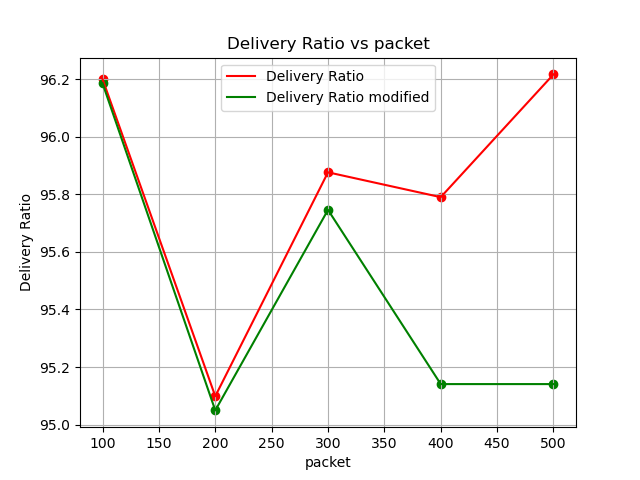 Delivery Ratio vs packet
Delivery Ratio
Delivery Ratio modified
96.2
96.0
95.8
95.6
95.4
95.2
95.0
Delivery Ratio
100 150 200 250 300 350 400 450 500
packet